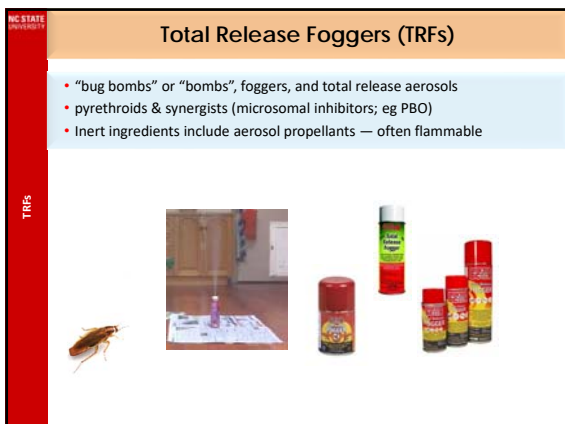 NC STATE
UNIVERSITY
Total Release Foggers (TRFs)
• “bug bombs” or “bombs”, foggers, and total release aerosols
• pyrethroids & synergists (microsomal inhibitors; eg PBO)
• Inert ingredients include aerosol propellants — often flammable
TRFs
Total
Release
Fogger
FOGGER
FOGGER